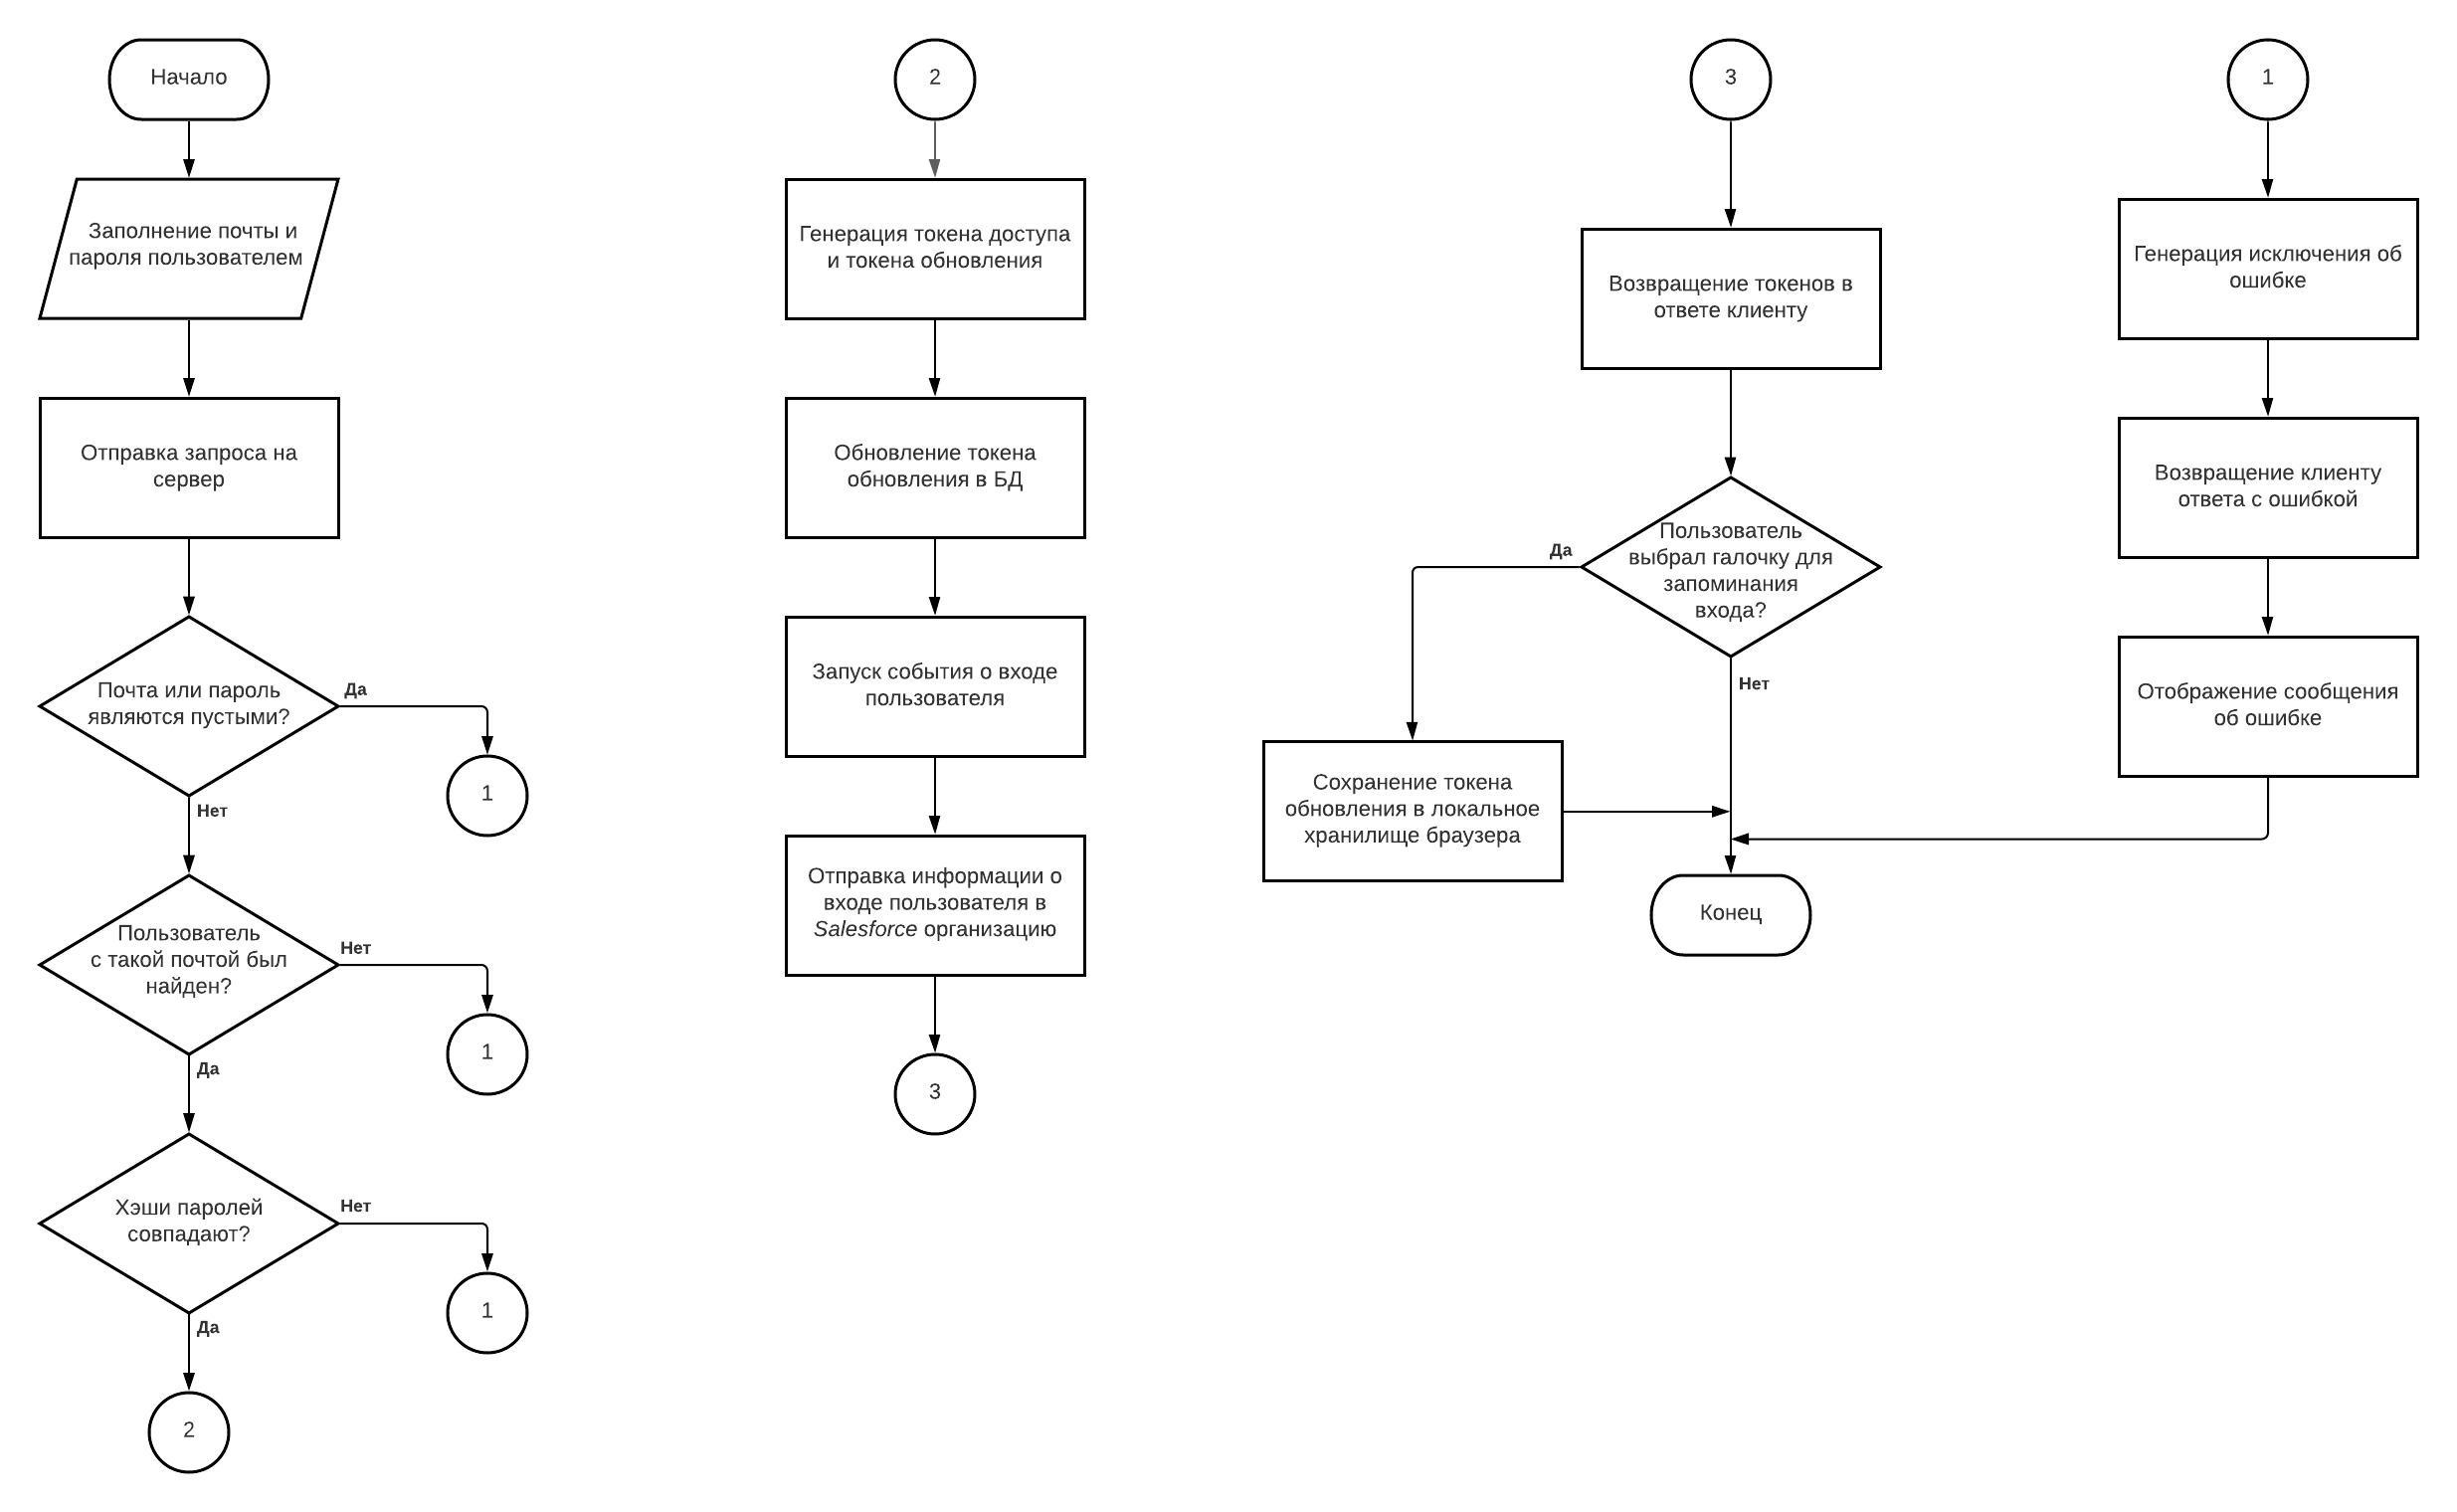 Начало
Заполнение почты и
пароля пользователем
Отправка запроса на
сервер
Почта или пароль
являются пустыми?
Да
1
Нет
Пользователь
с такой почтой был
найден?
Нет
1
Да
Хэши паролей
совпадают?
Нет
1
Да
2
2
Генерация токена доступа
и токена обновления
Обновление токена
обновления в БД
Запуск события о входе
пользователя
Отправка информации о
входе пользователя в
Salesforce организацию
3
3
Возвращение токенов в
ответе клиенту
Пользователь
выбрал галочку для
запоминания
входа?
Да
Нет
Сохранение токена
обновления в локальное
хранилище браузера
Конец
1
Генерация исключения об
ошибке
Возвращение клиенту
ответа с ошибкой
Отображение сообщения
об ошибке